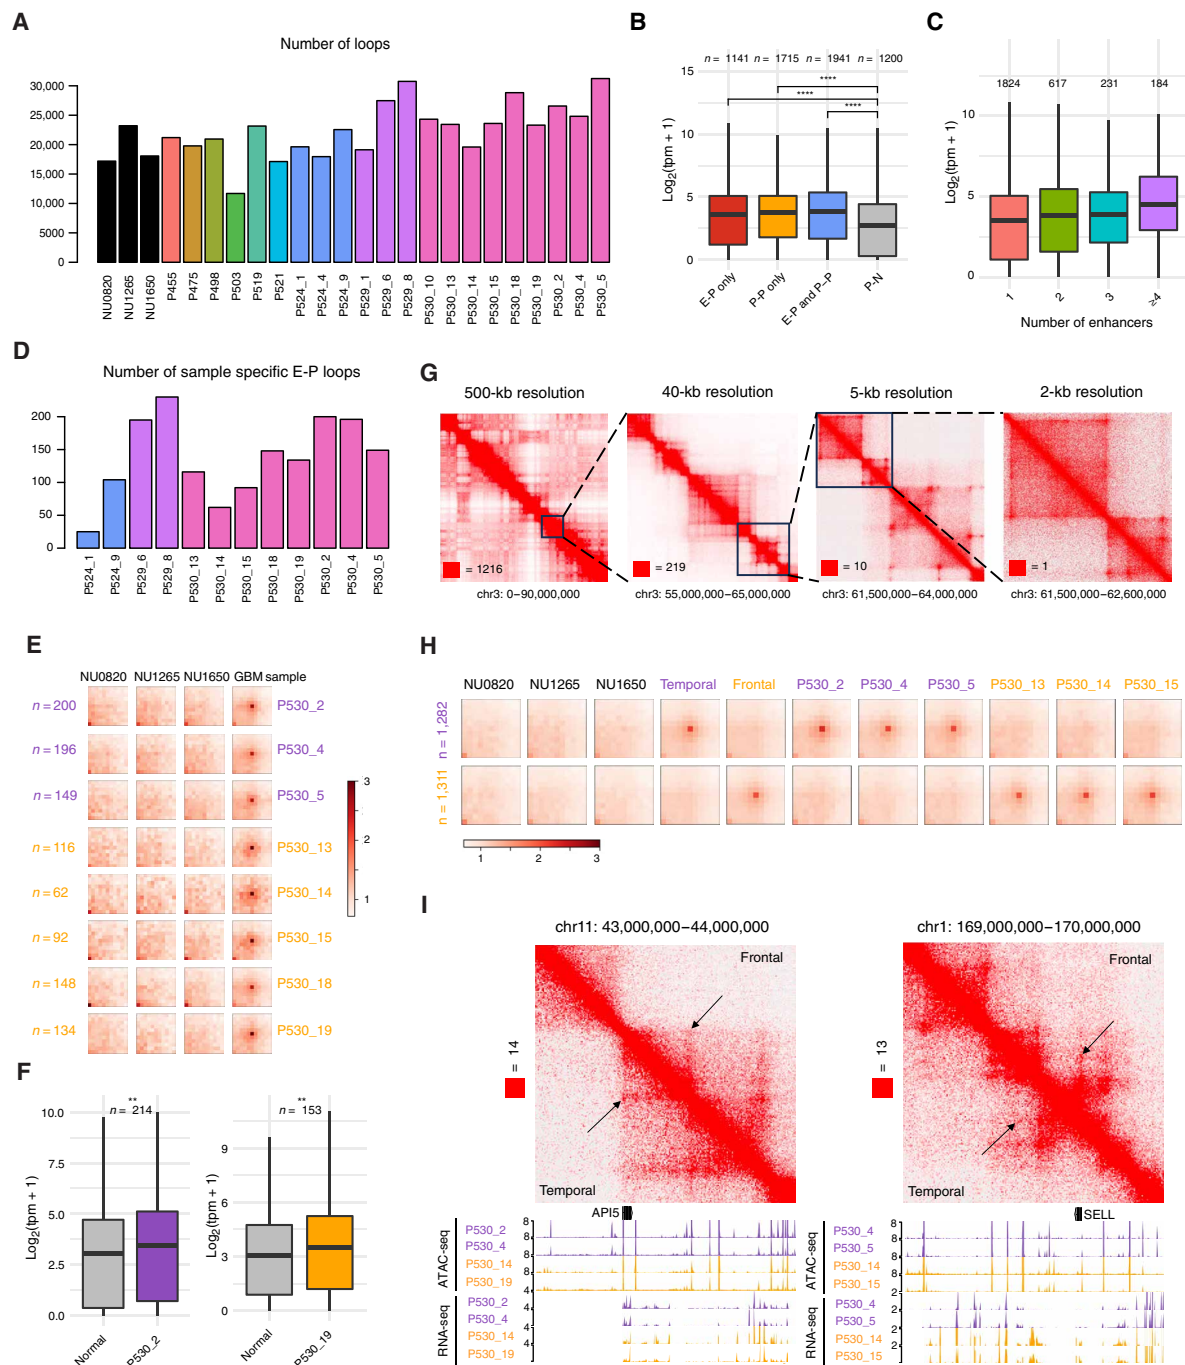 A
Number of loops
30,000
25,000
20,000
15,000
10,000
5000
0
NU0820
NU1265
NU1650
P455
P475
P498
P503
P519
P521
P524_1
P524_4
P524_9
P529_1
P529_6
P529_8
P530_10
P530_13
P530_14
P530_15
P530_18
P530_19
P530_2
P530_4
P530_5
B
n = 1141 n = 1715 n = 1941 n = 1200
15
10
5
0
Log2(tpm + 1)
****
****
****
E-P only
P-P only
E-P and P-P
P-N
C
1824 617 231 184
10
5
0
Log2(tpm + 1)
1
2
3
≥4
Number of enhancers
D
Number of sample specific E-P loops
200
150
100
50
0
P524_1
P524_9
P529_6
P529_8
P530_13
P530_14
P530_15
P530_18
P530_19
P530_2
P530_4
P530_5
G
500-kb resolution 40-kb resolution 5-kb resolution 2-kb resolution
= 1216 = 219 = 10 = 1
chr3: 0–90,000,000 chr3: 55,000,000–65,000,000 chr3: 61,500,000–64,000,000 chr3: 61,500,000–62,600,000
E
NU0820 NU1265 NU1650 GBM sample
n = 200 P530_2
n = 196 P530_4
n = 149 P530_5
n = 116 P530_13
n = 62 P530_14
n = 92 P530_15
n = 148 P530_18
n = 134 P530_19
3
2
1
H
NU0820 NU1265 NU1650 Temporal Frontal P530_2 P530_4 P530_5 P530_13 P530_14 P530_15
n = 1,282
n = 1,311
1 2 3
F
**
n = 214
10.0
7.5
5.0
2.5
0.0
Log2(tpm + 1)
Normal
P530_2
**
n = 153
9
6
3
0
Log2(tpm + 1)
Normal
P530_19
I
chr11: 43,000,000–44,000,000
Frontal
= 14
Temporal
API5
ATAC-seq
P530_2 8
P530_4 8
P530_14 8
P530_19 8
RNA-seq
P530_2 4
P530_4 4
P530_14 4
P530_19 4
chr1: 169,000,000–170,000,000
Frontal
= 13
Temporal
SELL
ATAC-seq
P530_4 8
P530_5 8
P530_14 8
P530_15 8
RNA-seq
P530_4 2
P530_5 2
P530_14 2
P530_15 2